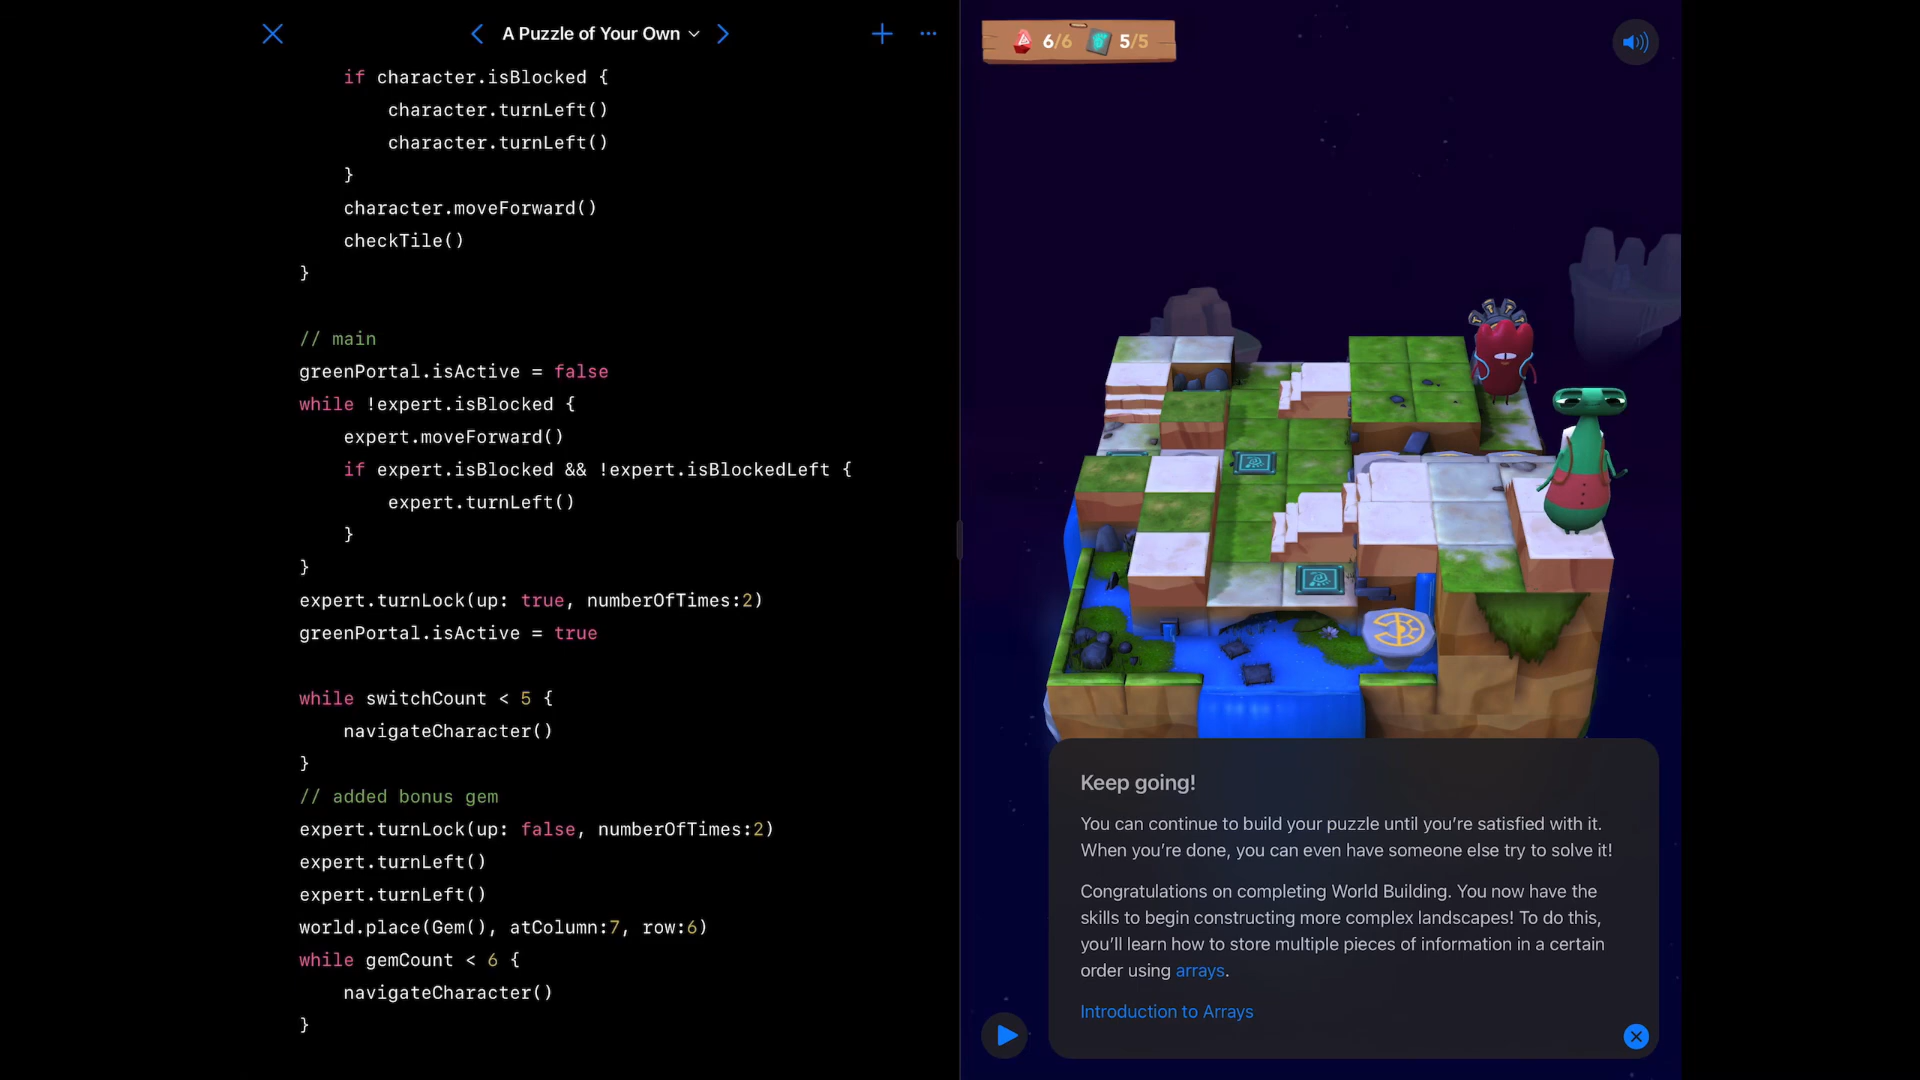 A Puzzle of Your Own
if character.isBlocked {
character.turnLeft()
character.turnLeft()
}
character.moveForward()
checkTile()
}
// main
greenPortal.isActive = false
while !expert.isBlocked {
expert.moveForward()
if expert.isBlocked && !expert.isBlockedLeft {
expert.turnLeft()
}
}
expert.turnLock(up: true, numberOfTimes:2)
greenPortal.isActive = true
while switchCount < 5 {
navigateCharacter()
}
// added bonus gem
expert.turnLock(up: false, numberOfTimes:2)
expert.turnLeft()
expert.turnLeft()
world.place(Gem(), atColumn:7, row:6)
while gemCount < 6 {
navigateCharacter()
}
6/6 5/5
Keep going!
You can continue to build your puzzle until you’re satisfied with it.
When you’re done, you can even have someone else try to solve it!
Congratulations on completing World Building. You now have the
skills to begin constructing more complex landscapes! To do this,
you’ll learn how to store multiple pieces of information in a certain
order using arrays.
Introduction to Arrays